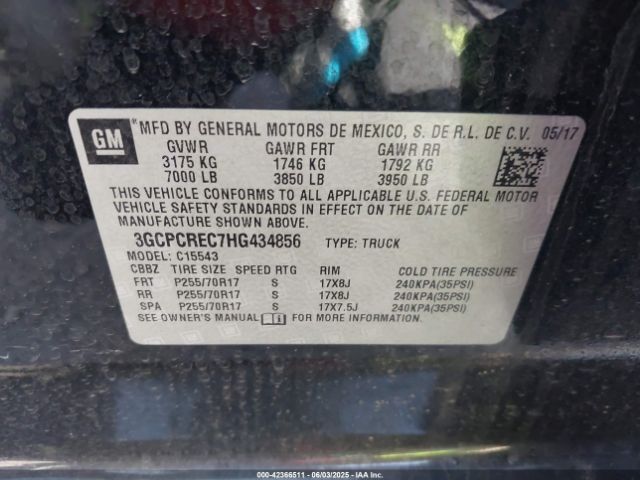 GM ® MFD BY GENERAL MOTORS DE MEXICO, S. DE R.L. DE C.V. 05/17
GVWR GAWR FRT GAWR RR
3175 KG 1746 KG 1792 KG
7000 LB 3850 LB 3950 LB
THIS VEHICLE CONFORMS TO ALL APPLICABLE U.S. FEDERAL MOTOR
VEHICLE SAFETY STANDARDS IN EFFECT ON THE DATE OF
MANUFACTURE SHOWN ABOVE.
3GCPCREC7HG434856 TYPE: TRUCK
MODEL: C15543
CBBZ TIRE SIZE SPEED RTG RIM COLD TIRE PRESSURE
FRT P255/70R17 S 17X8J 240KPA(35PSI)
RR P255/70R17 S 17X8J 240KPA(35PSI)
SPA P255/70R17 S 17X7.5J 240KPA(35PSI)
SEE OWNER'S MANUAL FOR MORE INFORMATION.
000-42366511 - 06/03/2025 - IAA Inc.